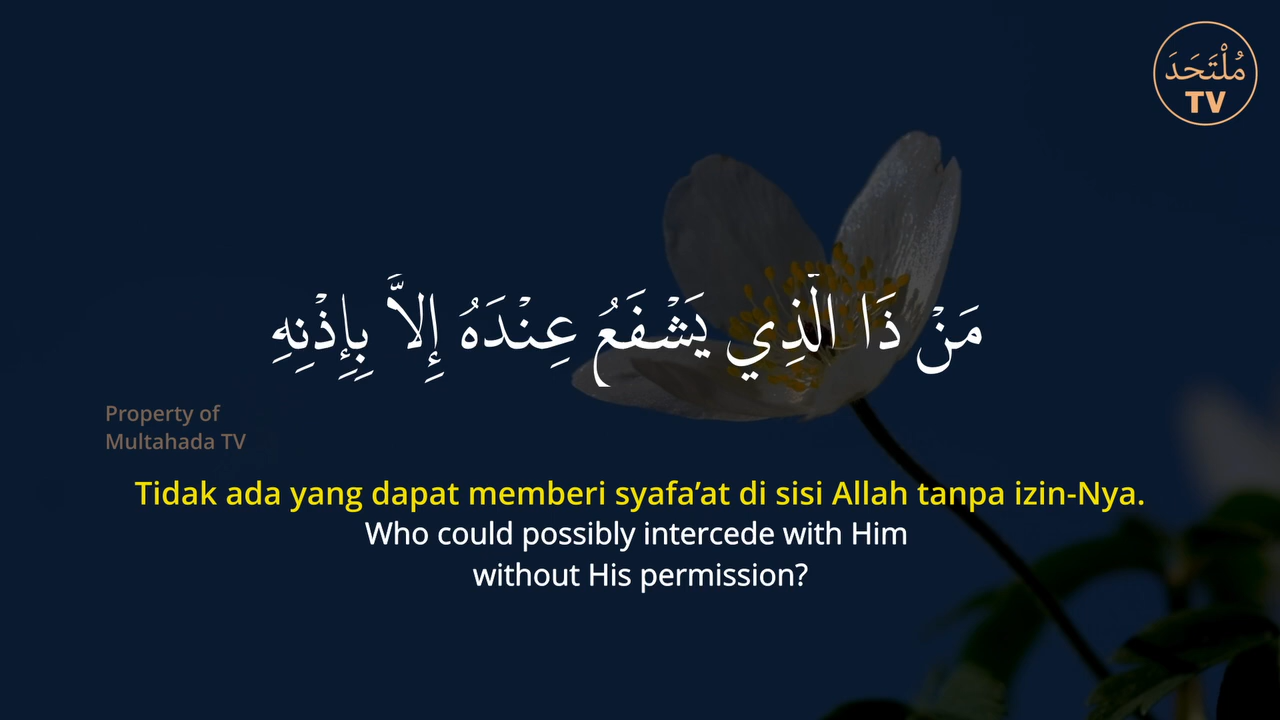 مُلْتَحَدَ
TV
مَنْ ذَا الَّذِي يَشْفَعُ عِنْدَهُ إِلاَّ بِإِذْنِهِ
Property of
Multahada TV
Tidak ada yang dapat memberi syafa’at di sisi Allah tanpa izin-Nya.
Who could possibly intercede with Him
without His permission?